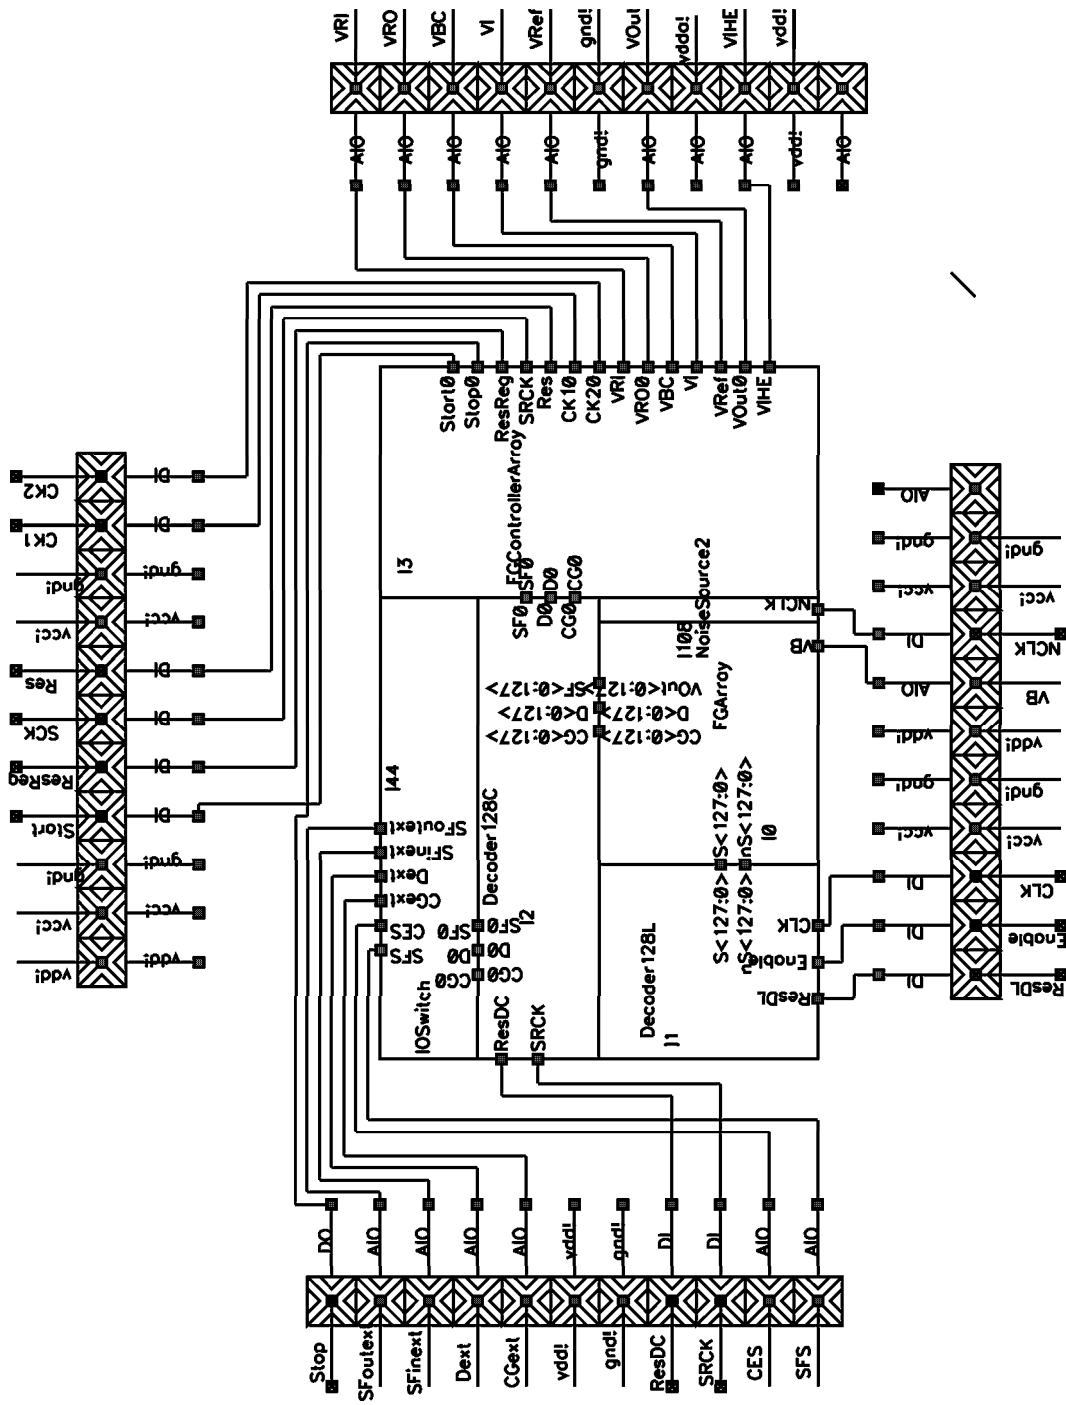 VRI
VRO
VBC
VI
VRef
gnd!
VOut
vdda!
VIHE
vdd!
AIO
AIO
AIO
AIO
AIO
gnd!
AIO
AIO
AIO
vdd!
AIO
Start0
Stop0
ResReg
SRCK
Res
CK10
CK20
VRI
VRO0
VBC
VI
VRef
VOut0
VIHE
CK2
DI
CK1
DI
gnd!
gnd!
vcc!
vcc!
Res
DI
SCK
DI
ResReg
DI
Start
DI
gnd!
gnd!
vcc!
vcc!
vdd!
vdd!
I3
FGControllerArray
SF0
SF0
D0
D0
CG0
CG0
NCLK
VB
I108
NoiseSource2
FGArray
I0
SF<0:127>
VOut<0:127>
D<0:127>
D<0:127>
CG<0:127>
CG<0:127>
I44
SFoutext
SFinext
Dext
CGext
CES
SFS
Decoder128C
I2
SF0
SF0
D0
D0
CG0
CG0
S<127:0>
S<127:0>
nS<127:0>
nS<127:0>
CLK
Enable
ResDL
IOSwitch
ResDC
SRCK
Decoder128L
I1
AIO
gnd!
gnd!
vcc!
vcc!
DI
NCLK
AIO
VB
vdd!
vdd!
gnd!
gnd!
vcc!
vcc!
DI
CLK
DI
Enable
DI
ResDL
DO
AIO
AIO
AIO
AIO
vdd!
gnd!
DI
DI
AIO
AIO
Stop
SFoutext
SFinext
Dext
CGext
vdd!
gnd!
ResDC
SRCK
CES
SFS